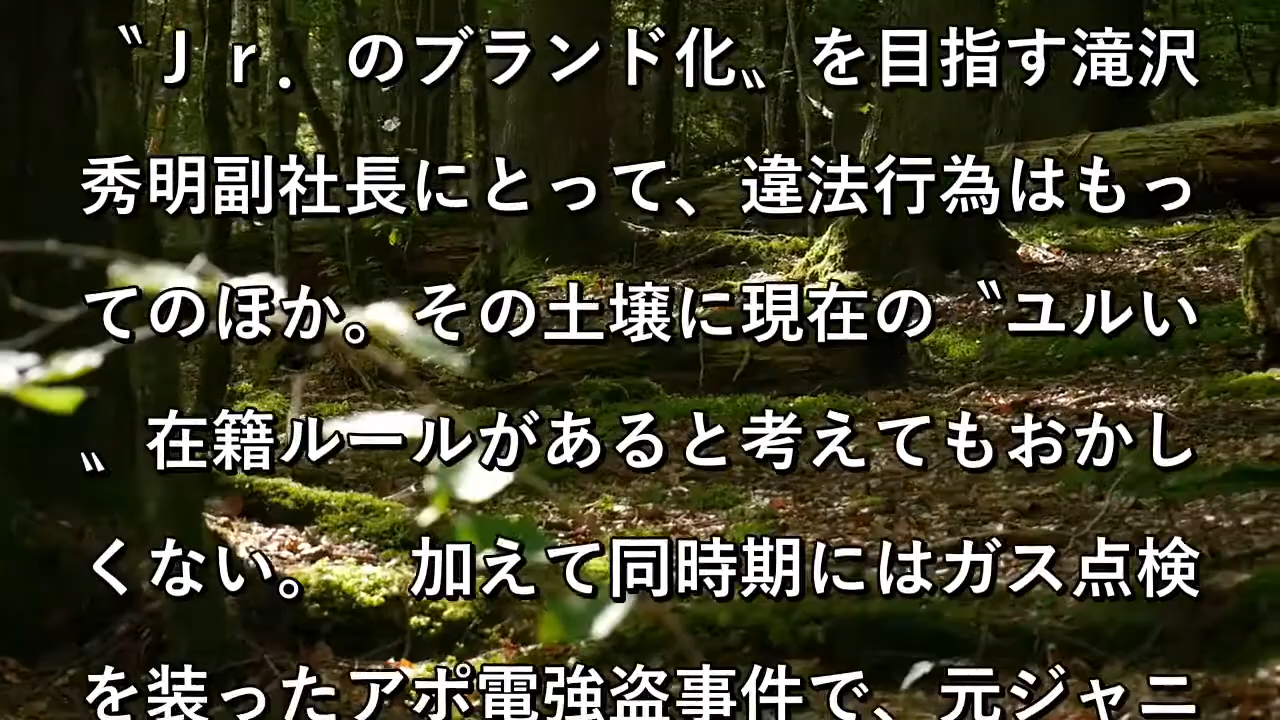 〝Ｊｒ．のブランド化〟を目指す滝沢
秀明副社長にとって、違法行為はもっ
てのほか。その土壌に現在の〝ユルい
〟在籍ルールがあると考えてもおかし
くない。　加えて同時期にはガス点検
を装ったアポ電強盗事件で、元ジャニ